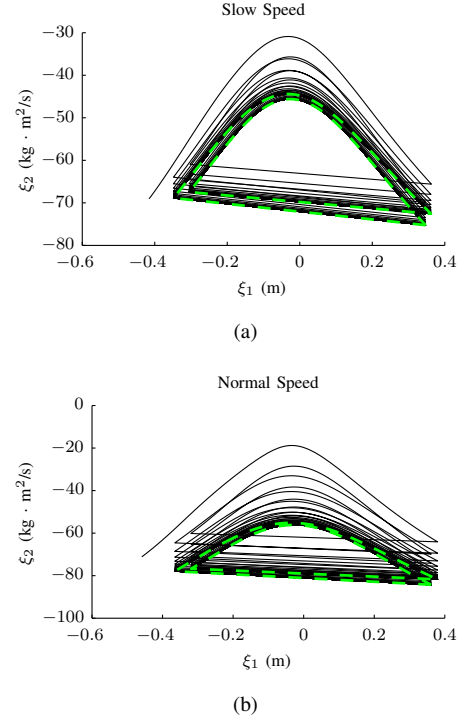 Slow Speed
−30
−40
−50
−60
−70
−80
ξ2 (kg · m²/s)
−0.6 −0.4 −0.2 0 0.2 0.4
ξ1 (m)
(a)
Normal Speed
0
−20
−40
−60
−80
−100
ξ2 (kg · m²/s)
−0.6 −0.4 −0.2 0 0.2 0.4
ξ1 (m)
(b)